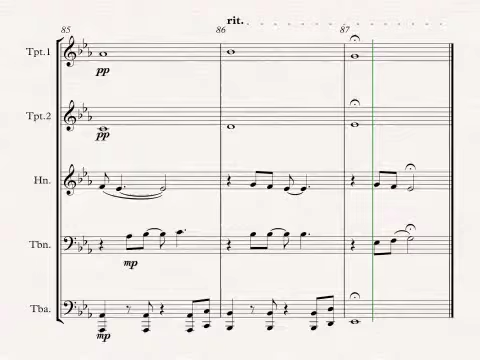 rit.
85 86 87
Tpt.1
pp
Tpt.2
pp
Hn.
Tbn.
mp
Tba.
mp